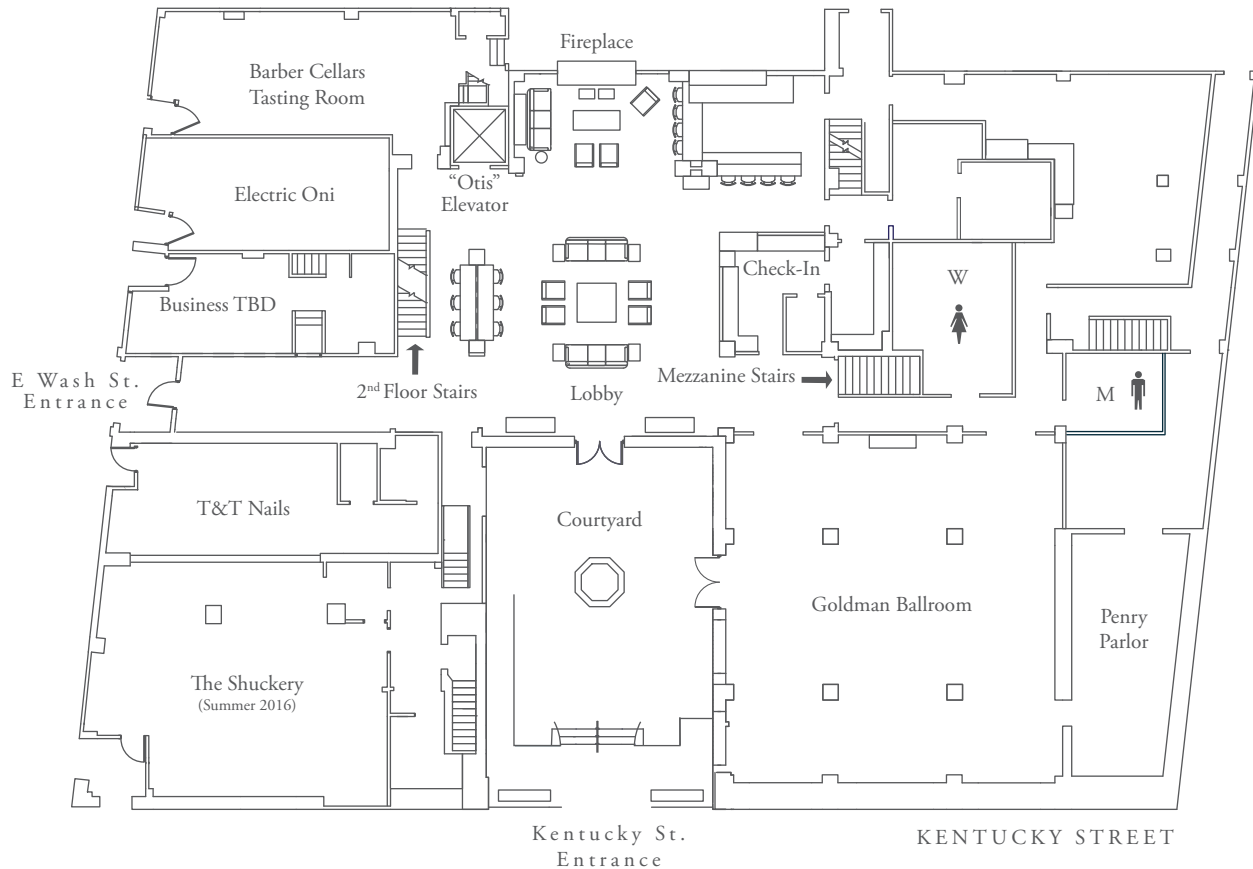 Fireplace
Barber Cellars
Tasting Room
Electric Oni
"Otis"
Elevator
Business TBD
Check-In
W
E Wash St.
Entrance
2nd Floor Stairs
Lobby
Mezzanine Stairs
M
T&T Nails
Courtyard
Goldman Ballroom
Penry
Parlor
The Shuckery
(Summer 2016)
Kentucky St.
Entrance
KENTUCKY STREET